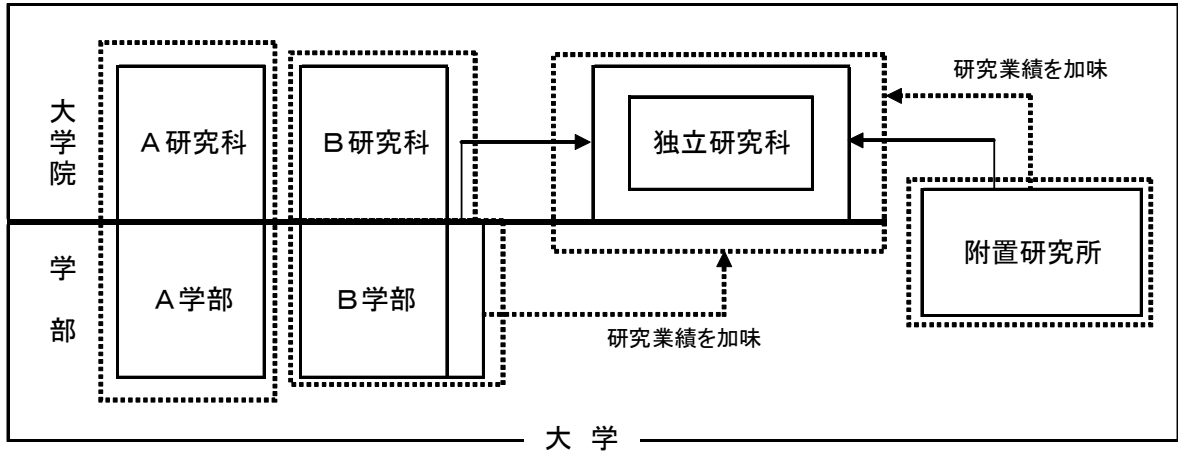 大学院
A研究科
B研究科
独立研究科
研究業績を加味
附置研究所
学部
A学部
B学部
研究業績を加味
大 学